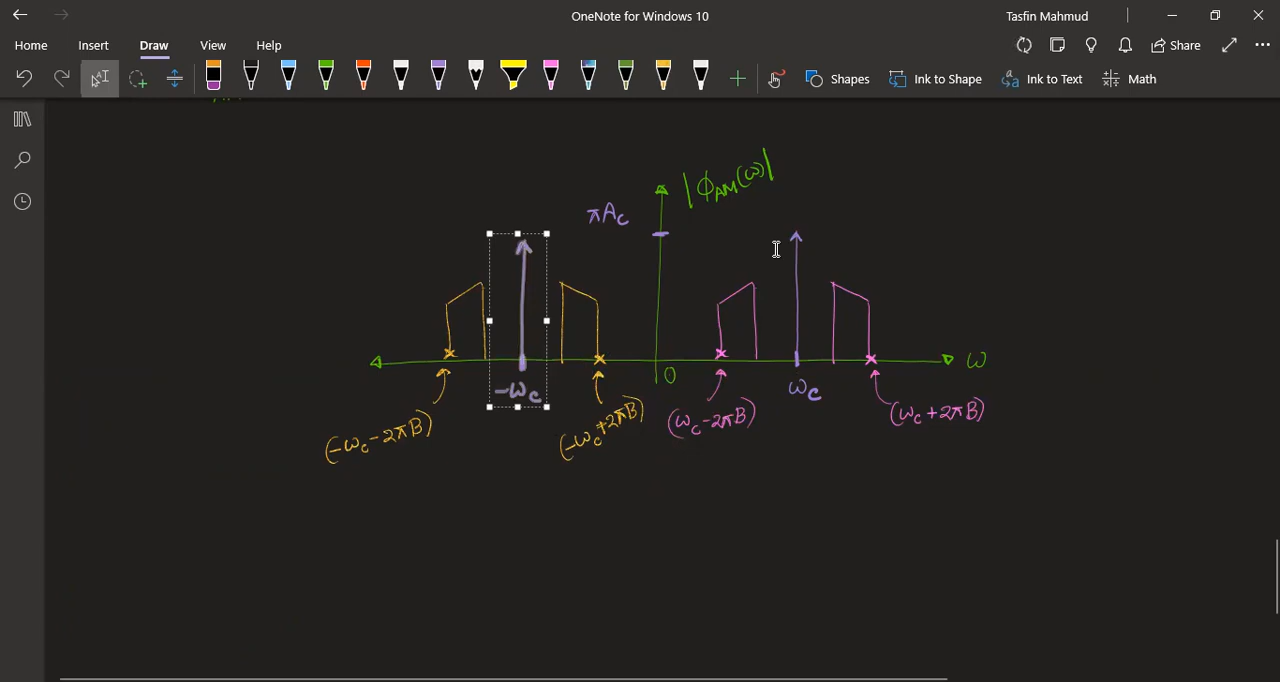 OneNote for Windows 10
Tasfin Mahmud
Home Insert Draw View Help
Share
Shapes Ink to Shape Ink to Text Math
|ϕAM(ω)|
πAc
0
ω
-ωc
ωc
(-ωc-2πB)
(-ωc+2πB)
(ωc-2πB)
(ωc+2πB)